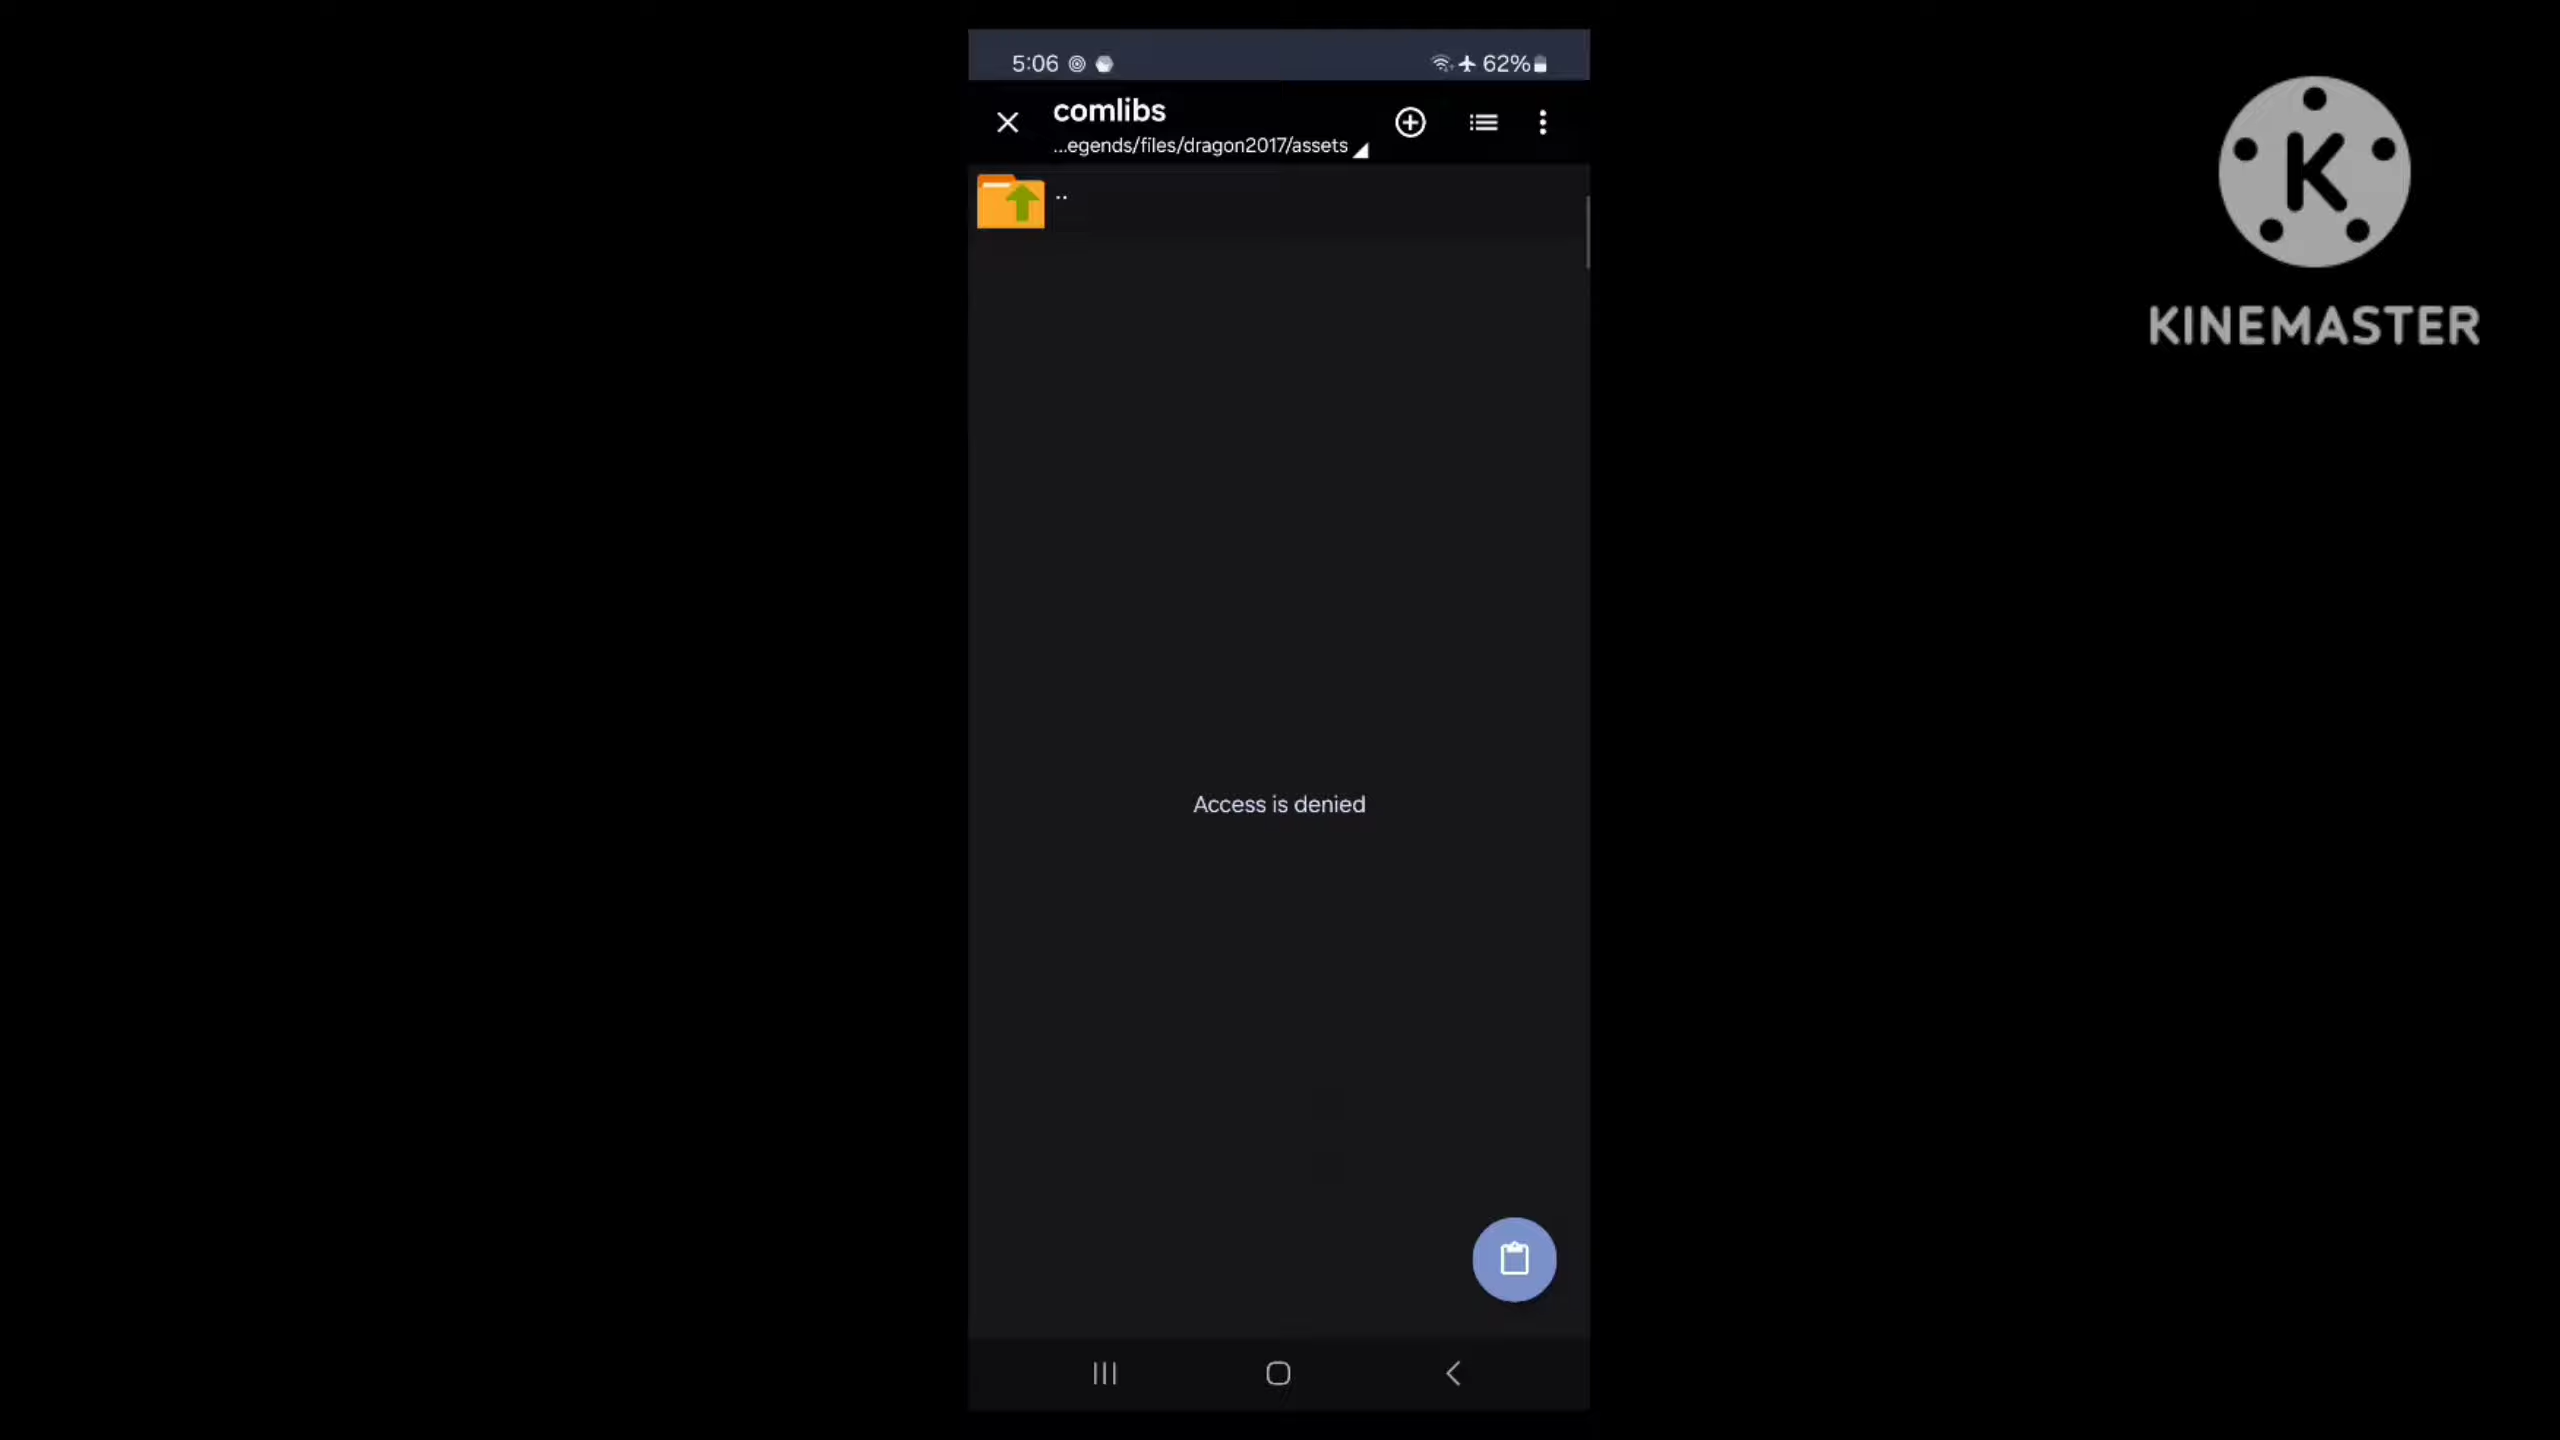 5:06
62%
comlibs
...egends/files/dragon2017/assets
..
Access is denied
K
KINEMASTER